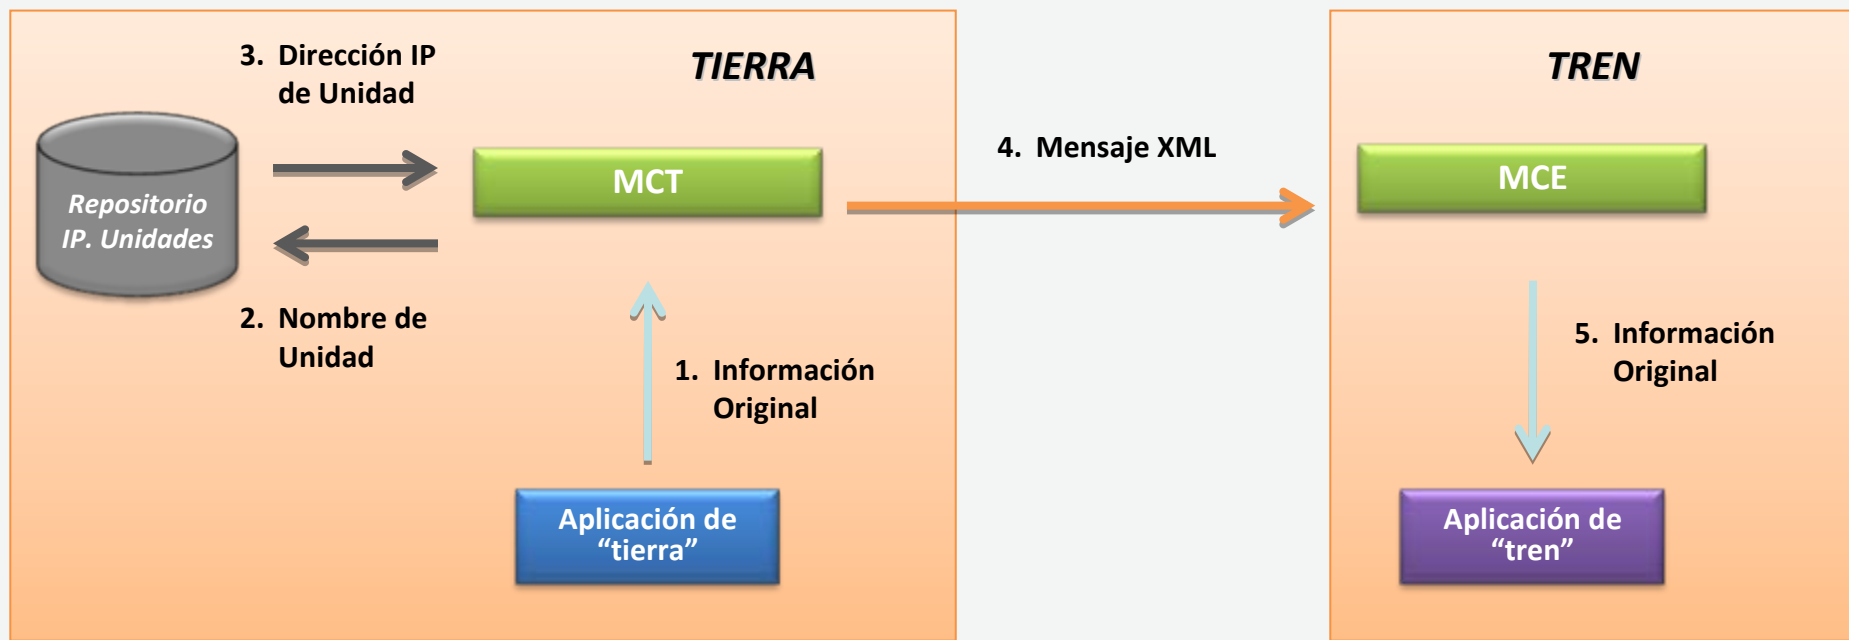 TIERRA
3. Dirección IP
de Unidad
Repositorio
IP. Unidades
MCT
2. Nombre de
Unidad
1. Información
Original
Aplicación de
“tierra”
4. Mensaje XML
TREN
MCE
5. Información
Original
Aplicación de
“tren”